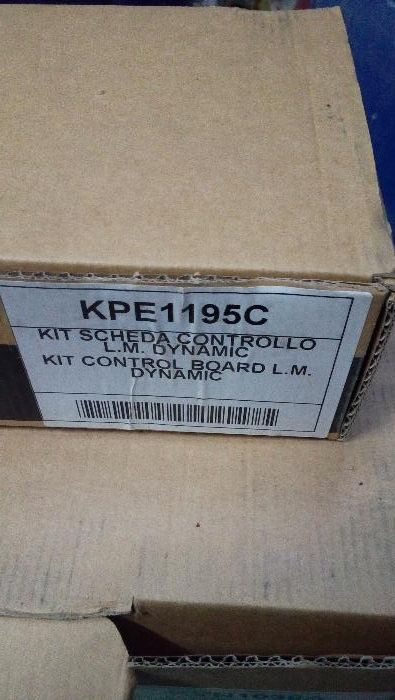 KPE1195C
KIT SCHEDA CONTROLLO
L.M. DYNAMIC
KIT CONTROL BOARD L.M.
DYNAMIC